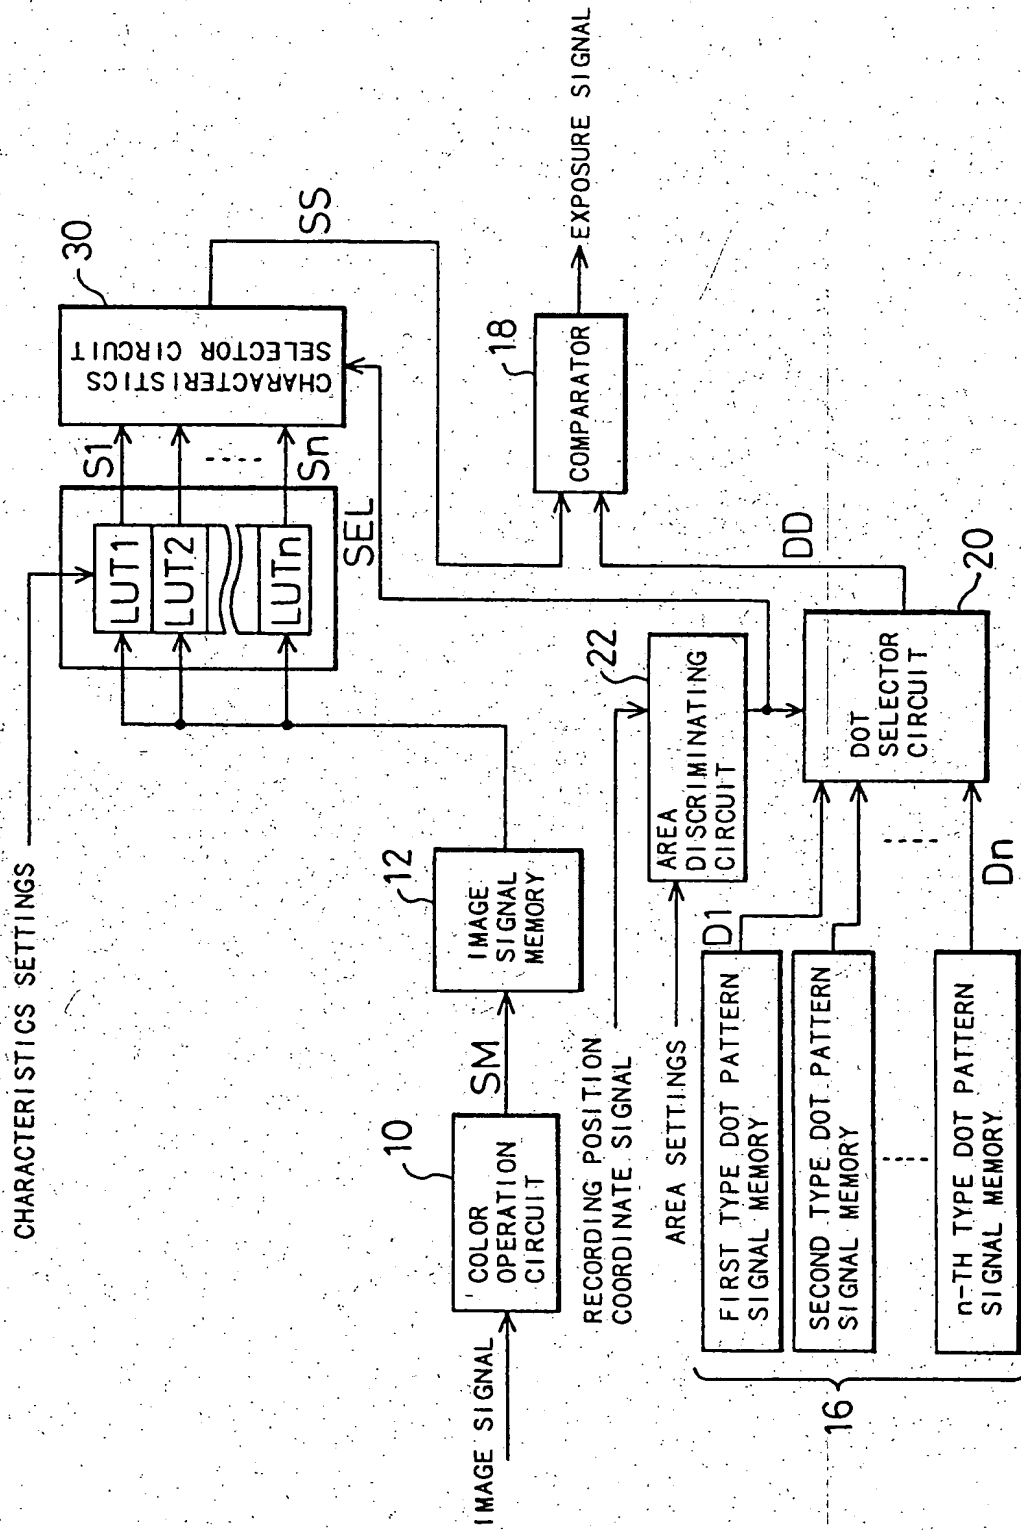 CHARACTERISTICS SETTINGS
LUT1
LUT2
LUTn
S1
Sn
CHARACTERISTICS
SELECTOR CIRCUIT
30
SS
SEL
IMAGE SIGNAL
COLOR
OPERATION
CIRCUIT
10
SM
IMAGE
SIGNAL
MEMORY
12
COMPARATOR
18
EXPOSURE SIGNAL
RECORDING POSITION
COORDINATE SIGNAL
AREA SETTINGS
AREA
DISCRIMINATING
CIRCUIT
22
DD
FIRST TYPE DOT PATTERN
SIGNAL MEMORY
D1
SECOND TYPE DOT PATTERN
SIGNAL MEMORY
n-TH TYPE DOT PATTERN
SIGNAL MEMORY
Dn
16
DOT
SELECTOR
CIRCUIT
20